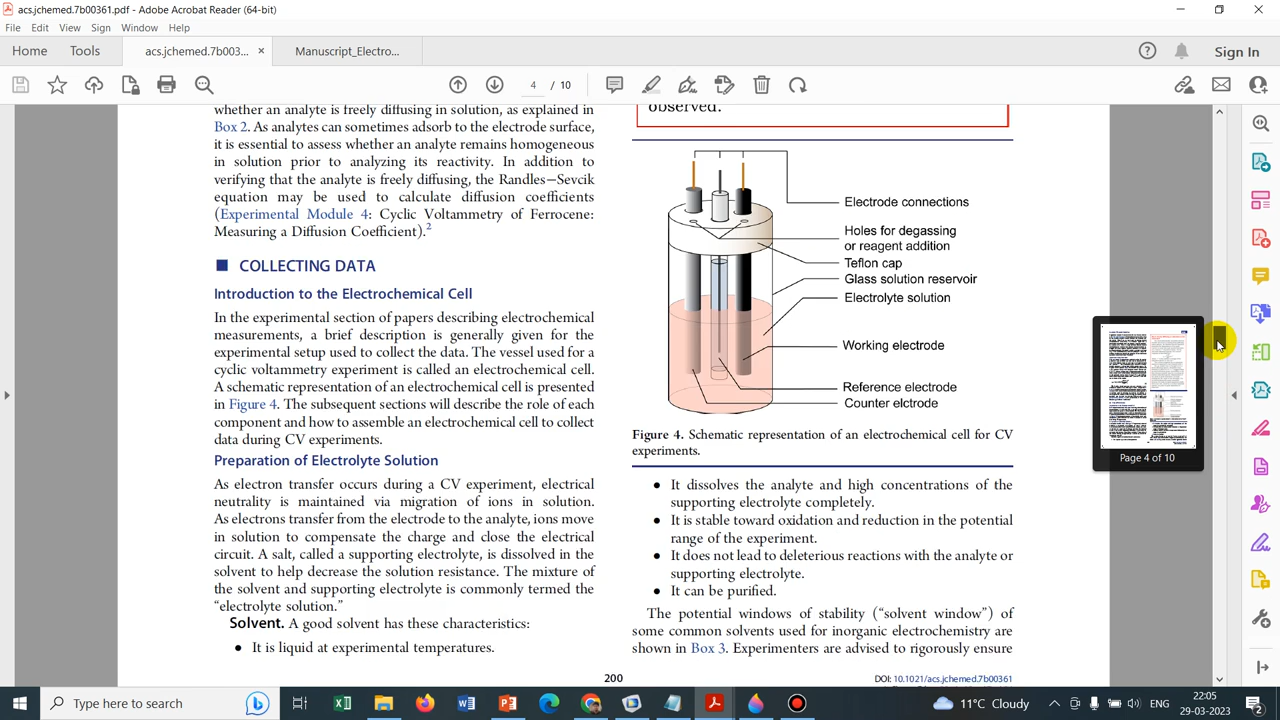 acs.jchemed.7b00361.pdf - Adobe Acrobat Reader (64-bit)
File Edit View Sign Window Help
Home Tools acs.jchemed.7b003... × Manuscript_Electro... Sign In
4 / 10
whether an analyte is freely diffusing in solution, as explained in
Box 2. As analytes can sometimes adsorb to the electrode surface,
it is essential to assess whether an analyte remains homogeneous
in solution prior to analyzing its reactivity. In addition to
verifying that the analyte is freely diffusing, the Randles−Sevcik
equation may be used to calculate diffusion coefficients
(Experimental Module 4: Cyclic Voltammetry of Ferrocene:
Measuring a Diffusion Coefficient).2
■ COLLECTING DATA
Introduction to the Electrochemical Cell
In the experimental section of papers describing electrochemical
measurements, a brief description is generally given for the
experimental setup used to collect the data. The vessel used for a
cyclic voltammetry experiment is called an electrochemical cell.
A schematic representation of an electrochemical cell is presented
in Figure 4. The subsequent sections will describe the role of each
component and how to assemble an electrochemical cell to collect
data during CV experiments.
Preparation of Electrolyte Solution
As electron transfer occurs during a CV experiment, electrical
neutrality is maintained via migration of ions in solution.
As electrons transfer from the electrode to the analyte, ions move
in solution to compensate the charge and close the electrical
circuit. A salt, called a supporting electrolyte, is dissolved in the
solvent to help decrease the solution resistance. The mixture of
the solvent and supporting electrolyte is commonly termed the
“electrolyte solution.”
Solvent. A good solvent has these characteristics:
• It is liquid at experimental temperatures.
observed.
Electrode connections
Holes for degassing
or reagent addition
Teflon cap
Glass solution reservoir
Electrolyte solution
Working electrode
Reference electrode
Counter elctrode
Figure 4. Schematic representation of an electrochemical cell for CV
experiments.
• It dissolves the analyte and high concentrations of the
supporting electrolyte completely.
• It is stable toward oxidation and reduction in the potential
range of the experiment.
• It does not lead to deleterious reactions with the analyte or
supporting electrolyte.
• It can be purified.
The potential windows of stability (“solvent window”) of
some common solvents used for inorganic electrochemistry are
shown in Box 3. Experimenters are advised to rigorously ensure
200
DOI: 10.1021/acs.jchemed.7b00361
Page 4 of 10
Type here to search
11°C Cloudy
ENG
22:05
29-03-2023
2